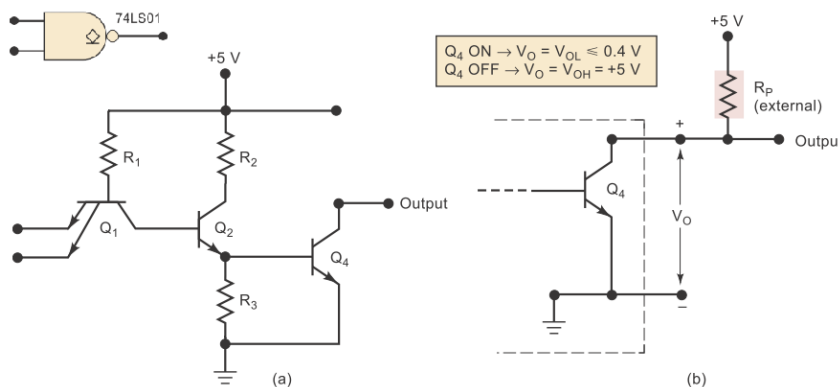 74LS01
+5 V
R1
R2
Q1
Q2
Q4
Output
R3
(a)
Q4 ON → VO = VOL ≤ 0.4 V
Q4 OFF → VO = VOH = +5 V
+5 V
RP
(external)
+
Outpu
Q4
VO
–
(b)